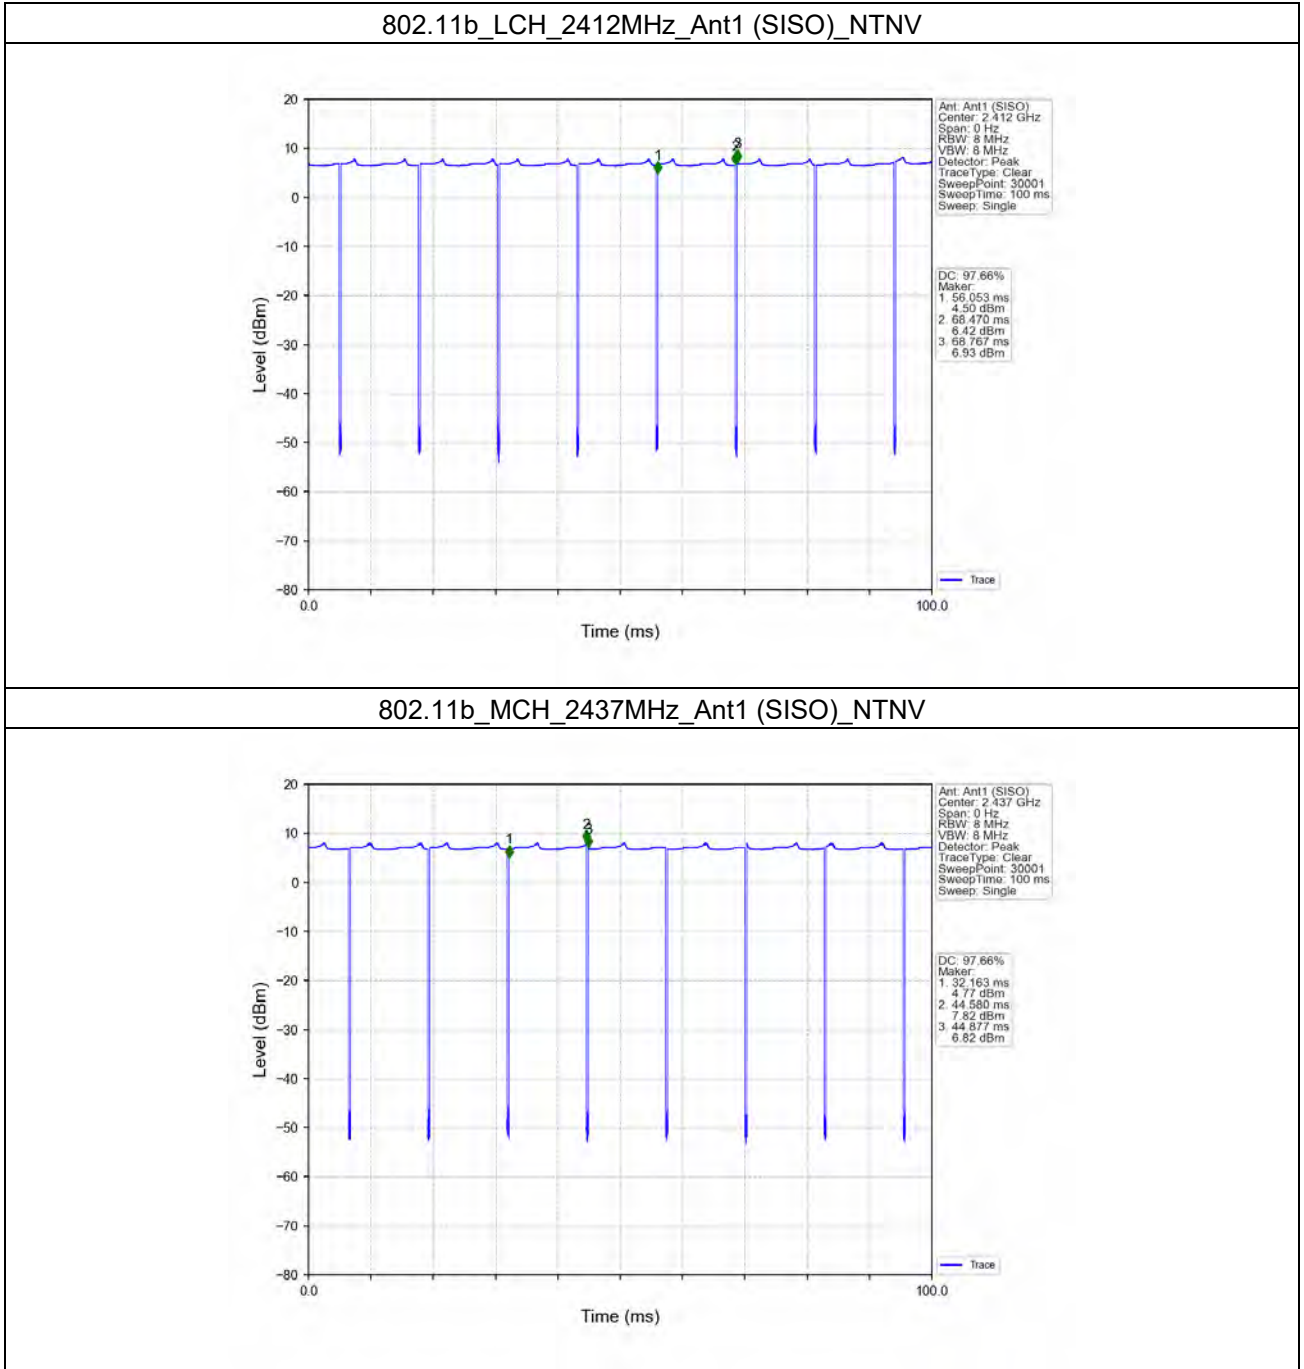 802.11b_LCH_2412MHz_Ant1 (SISO)_NTNV
20
10
0
−10
−20
−30
−40
−50
−60
−70
−80
Level (dBm)
0.0
100.0
Time (ms)
1
2
3
Ant: Ant1 (SISO)
Center: 2.412 GHz
Span: 0 Hz
RBW: 8 MHz
VBW: 8 MHz
Detector: Peak
TraceType: Clear
SweepPoint: 30001
SweepTime: 100 ms
Sweep: Single
DC: 97.66%
Maker:
1. 56.053 ms
4.50 dBm
2. 68.470 ms
6.42 dBm
3. 68.767 ms
6.93 dBm
Trace
802.11b_MCH_2437MHz_Ant1 (SISO)_NTNV
20
10
0
−10
−20
−30
−40
−50
−60
−70
−80
Level (dBm)
0.0
100.0
Time (ms)
1
2
3
Ant: Ant1 (SISO)
Center: 2.437 GHz
Span: 0 Hz
RBW: 8 MHz
VBW: 8 MHz
Detector: Peak
TraceType: Clear
SweepPoint: 30001
SweepTime: 100 ms
Sweep: Single
DC: 97.66%
Maker:
1. 32.163 ms
4.77 dBm
2. 44.580 ms
7.82 dBm
3. 44.877 ms
6.82 dBm
Trace